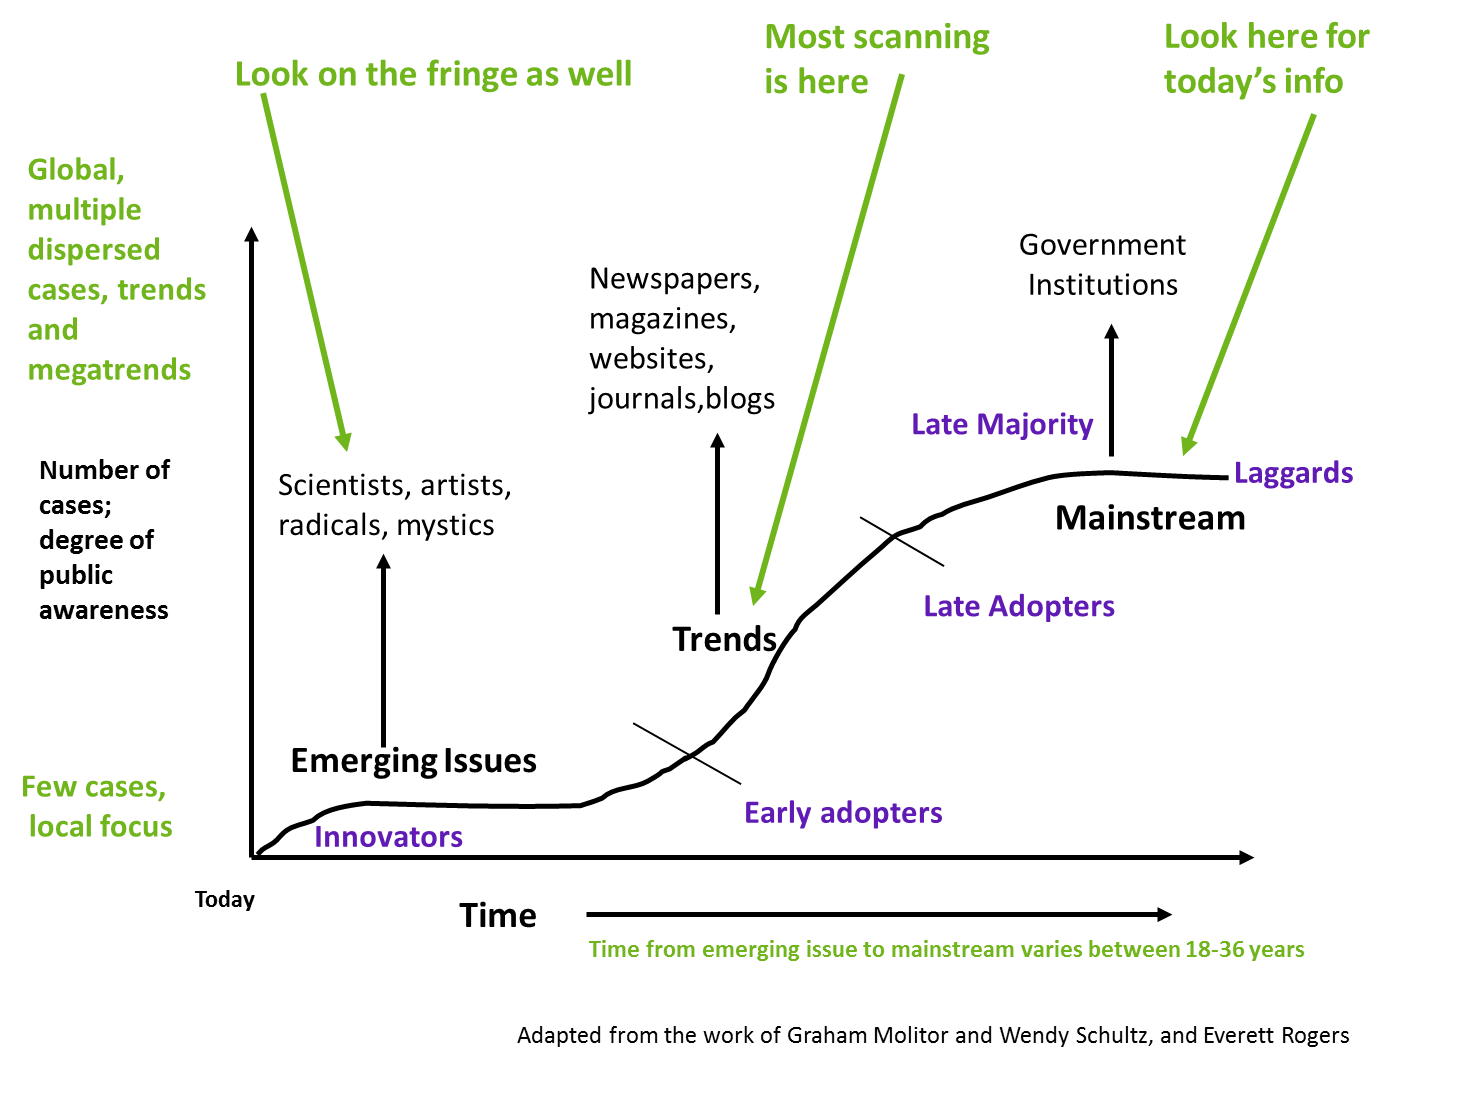 Look on the fringe as well
Most scanning
is here
Look here for
today's info
Global,
multiple
dispersed
cases, trends
and
megatrends
Newspapers,
magazines,
websites,
journals,blogs
Government
Institutions
Late Majority
Laggards
Number of
cases;
degree of
public
awareness
Scientists, artists,
radicals, mystics
Mainstream
Late Adopters
Trends
Emerging Issues
Few cases,
local focus
Early adopters
Innovators
Today
Time
Time from emerging issue to mainstream varies between 18-36 years
Adapted from the work of Graham Molitor and Wendy Schultz, and Everett Rogers